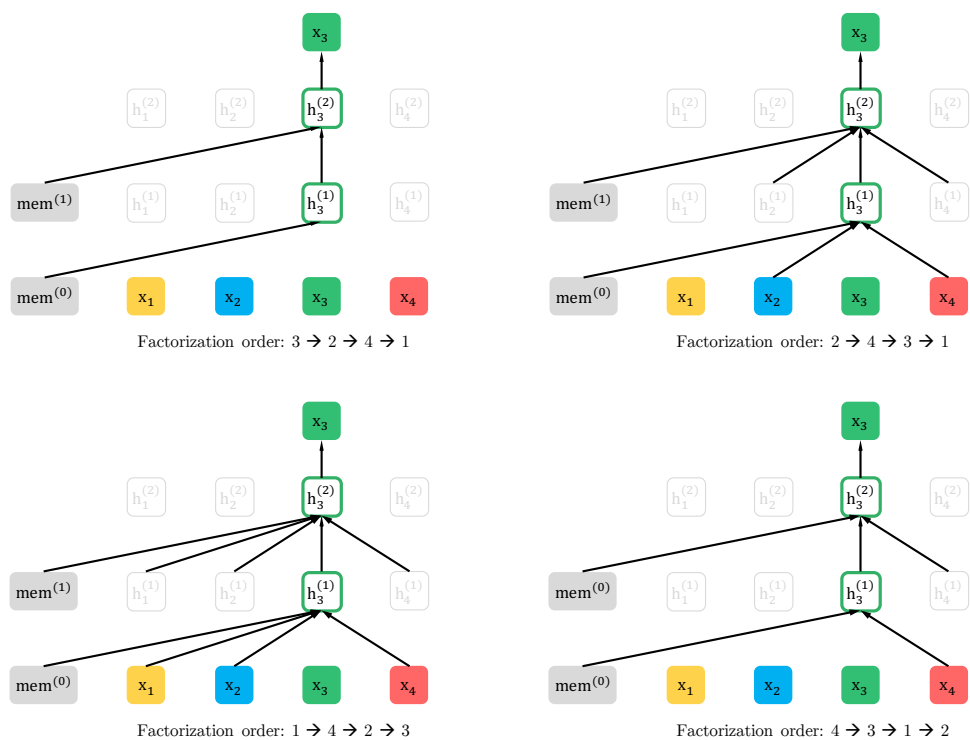 x₃ x₃
h₁⁽²⁾ h₂⁽²⁾ h₃⁽²⁾ h₄⁽²⁾ h₁⁽²⁾ h₂⁽²⁾ h₃⁽²⁾ h₄⁽²⁾
mem⁽¹⁾ h₁⁽¹⁾ h₂⁽¹⁾ h₃⁽¹⁾ h₄⁽¹⁾ mem⁽¹⁾ h₁⁽¹⁾ h₂⁽¹⁾ h₃⁽¹⁾ h₄⁽¹⁾
mem⁽⁰⁾ x₁ x₂ x₃ x₄ mem⁽⁰⁾ x₁ x₂ x₃ x₄
Factorization order: 3 → 2 → 4 → 1 Factorization order: 2 → 4 → 3 → 1
x₃ x₃
h₁⁽²⁾ h₂⁽²⁾ h₃⁽²⁾ h₄⁽²⁾ h₁⁽²⁾ h₂⁽²⁾ h₃⁽²⁾ h₄⁽²⁾
mem⁽¹⁾ h₁⁽¹⁾ h₂⁽¹⁾ h₃⁽¹⁾ h₄⁽¹⁾ mem⁽⁰⁾ h₁⁽¹⁾ h₂⁽¹⁾ h₃⁽¹⁾ h₄⁽¹⁾
mem⁽⁰⁾ x₁ x₂ x₃ x₄ mem⁽⁰⁾ x₁ x₂ x₃ x₄
Factorization order: 1 → 4 → 2 → 3 Factorization order: 4 → 3 → 1 → 2